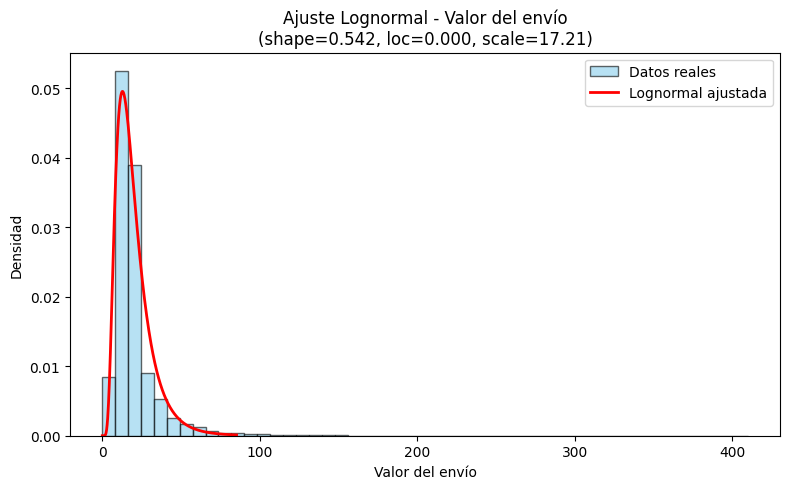 Ajuste Lognormal - Valor del envío
(shape=0.542, loc=0.000, scale=17.21)
Datos reales
Lognormal ajustada
Densidad
0.05
0.04
0.03
0.02
0.01
0.00
0
100
200
300
400
Valor del envío